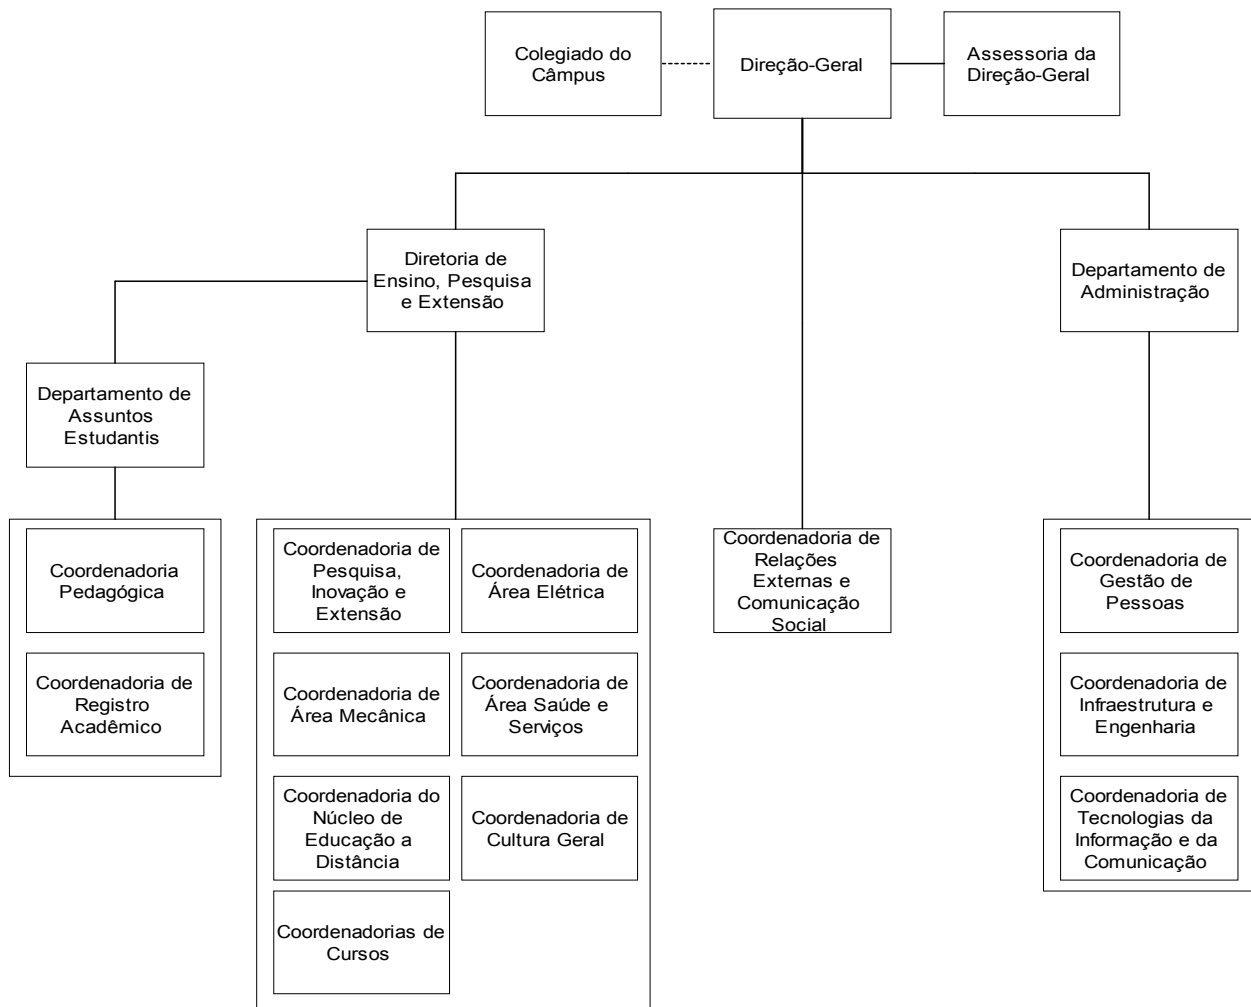 Colegiado do
Câmpus
Direção-Geral
Assessoria da
Direção-Geral
Diretoria de
Ensino, Pesquisa
e Extensão
Departamento de
Administração
Departamento de
Assuntos
Estudantis
Coordenadoria
Pedagógica
Coordenadoria de
Registro
Acadêmico
Coordenadoria de
Pesquisa,
Inovação e
Extensão
Coordenadoria de
Área Elétrica
Coordenadoria de
Área Mecânica
Coordenadoria de
Área Saúde e
Serviços
Coordenadoria do
Núcleo de
Educação a
Distância
Coordenadoria de
Cultura Geral
Coordenadorias de
Cursos
Coordenadoria de
Relações
Externas e
Comunicação
Social
Coordenadoria de
Gestão de
Pessoas
Coordenadoria de
Infraestrutura e
Engenharia
Coordenadoria de
Tecnologias da
Informação e da
Comunicação